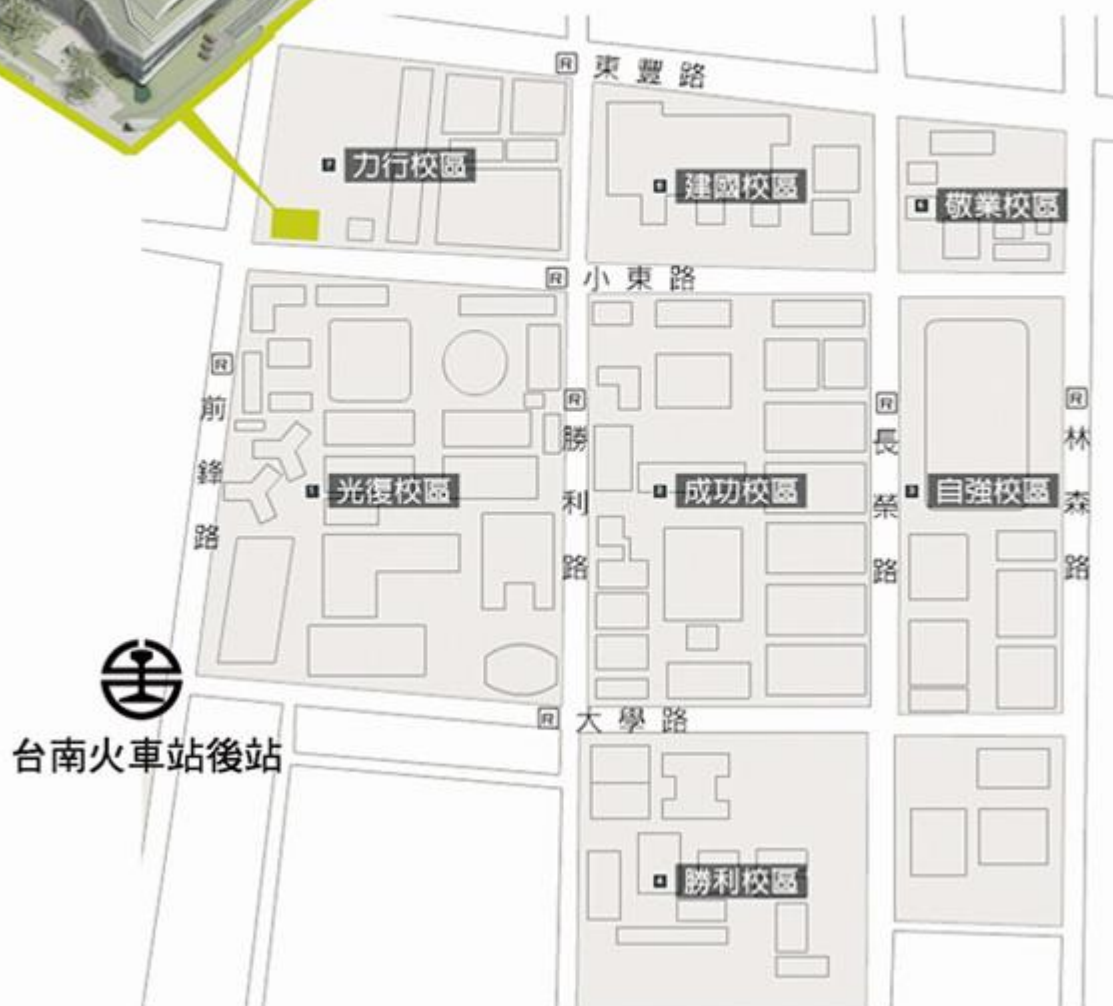 R 東豐路
力行校區
建國校區
敬業校區
R 小東路
R 前鋒路
R 勝利路
R 長榮路
R 林森路
光復校區
成功校區
自強校區
台南火車站後站
R 大學路
勝利校區